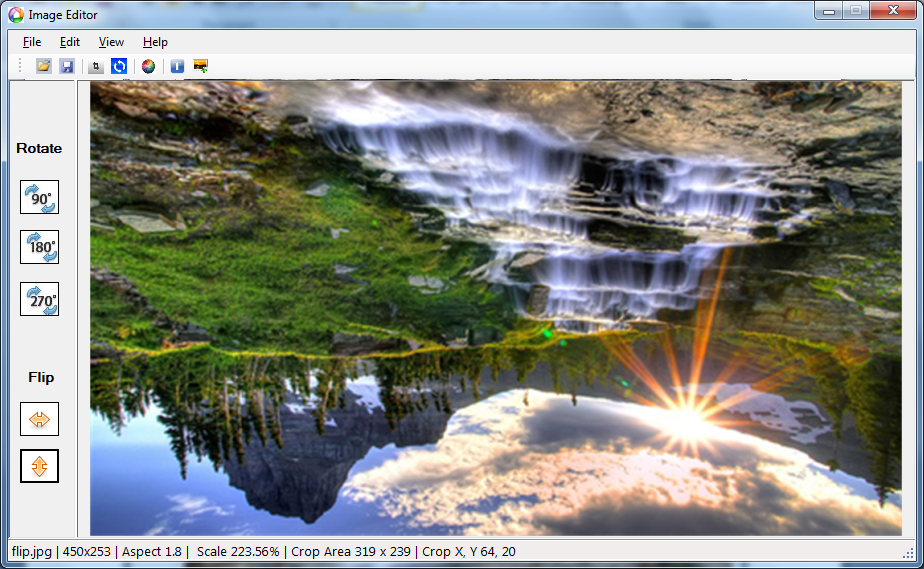 Image Editor
File Edit View Help
Rotate
90°
180°
270°
Flip
flip.jpg | 450x253 | Aspect 1.8 | Scale 223.56% | Crop Area 319 x 239 | Crop X, Y 64, 20